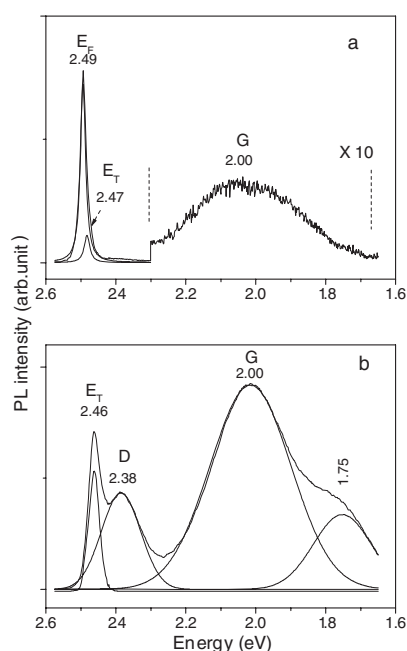 a
E_F
2.49
G
2.00
X 10
E_T
2.47
2.6 24 2.2 2.0 1.8 1.6
PL intensity (arb.unit)
b
G
2.00
E_T
2.46
D
2.38
1.75
2.6 2.4 2.2 2.0 1.8 1.6
Energy (eV)